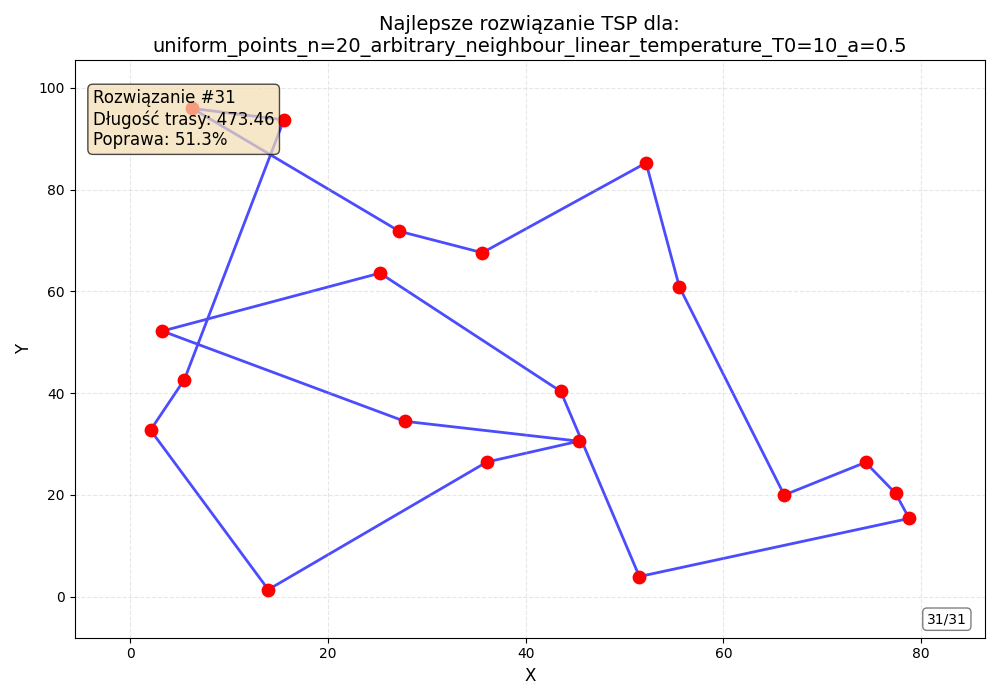 Najlepsze rozwiązanie TSP dla:
uniform_points_n=20_arbitrary_neighbour_linear_temperature_T0=10_a=0.5
Rozwiązanie #31
Długość trasy: 473.46
Poprawa: 51.3%
100
80
60
40
20
0
Y
31/31
0 20 40 60 80
X